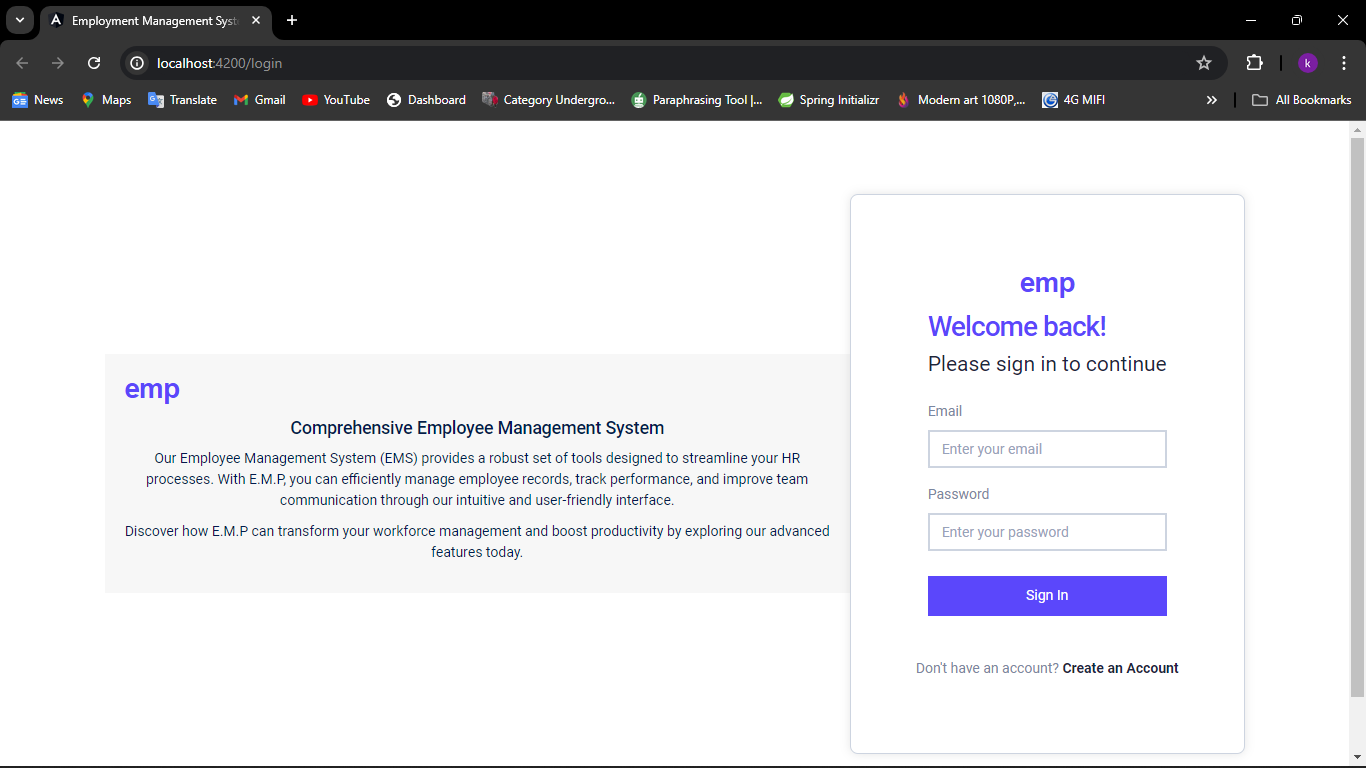 Employment Management Syst
localhost:4200/login
k
News
Maps
Translate
Gmail
YouTube
Dashboard
Category Undergro...
Paraphrasing Tool |...
Spring Initializr
Modern art 1080P,...
4G MIFI
»
All Bookmarks
emp
Comprehensive Employee Management System
Our Employee Management System (EMS) provides a robust set of tools designed to streamline your HR
processes. With E.M.P, you can efficiently manage employee records, track performance, and improve team
communication through our intuitive and user-friendly interface.
Discover how E.M.P can transform your workforce management and boost productivity by exploring our advanced
features today.
emp
Welcome back!
Please sign in to continue
Email
Enter your email
Password
Enter your password
Sign In
Don't have an account? Create an Account